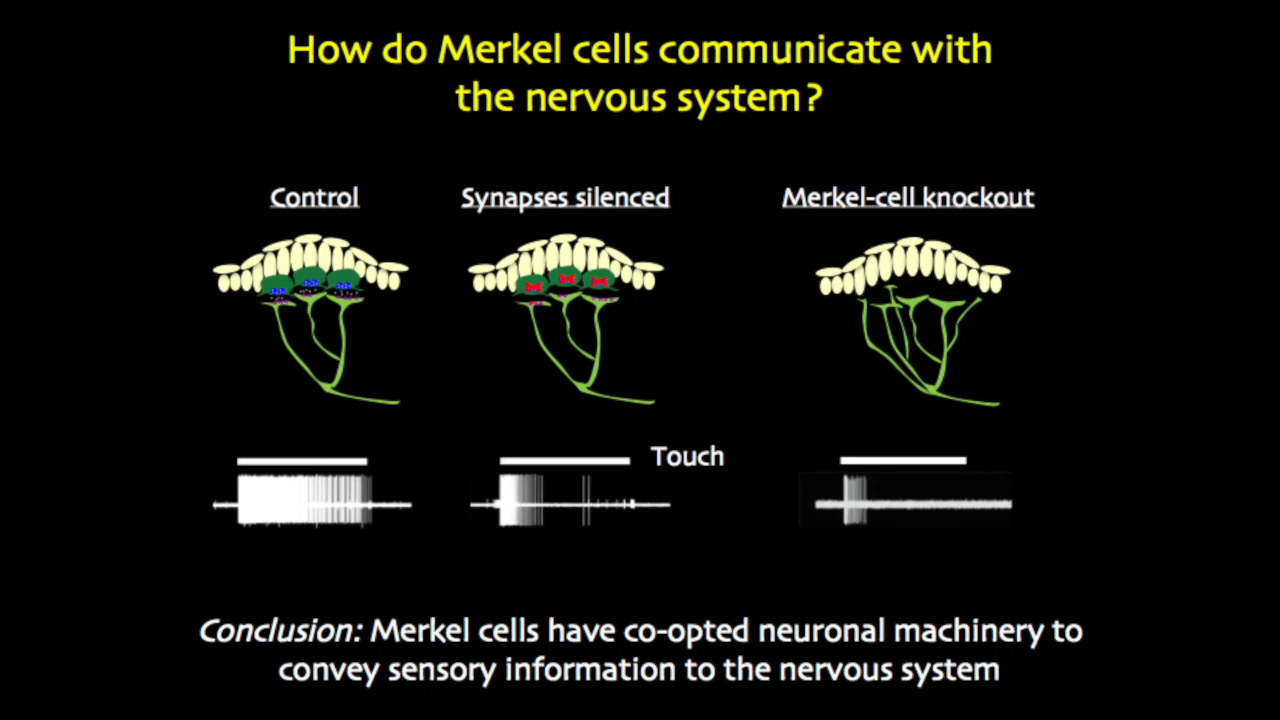 How do Merkel cells communicate with
the nervous system?
Control
Synapses silenced
Merkel-cell knockout
Touch
Conclusion: Merkel cells have co-opted neuronal machinery to
convey sensory information to the nervous system